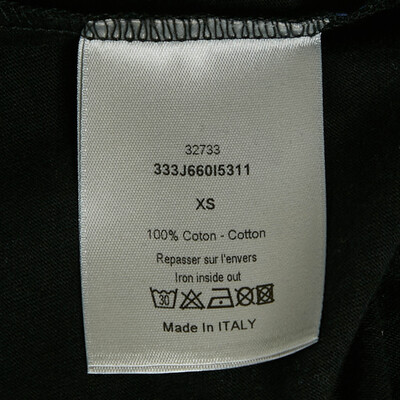 32733
333J660I5311
XS
100% Coton - Cotton
Repasser sur l'envers
Iron inside out
30
Made In ITALY